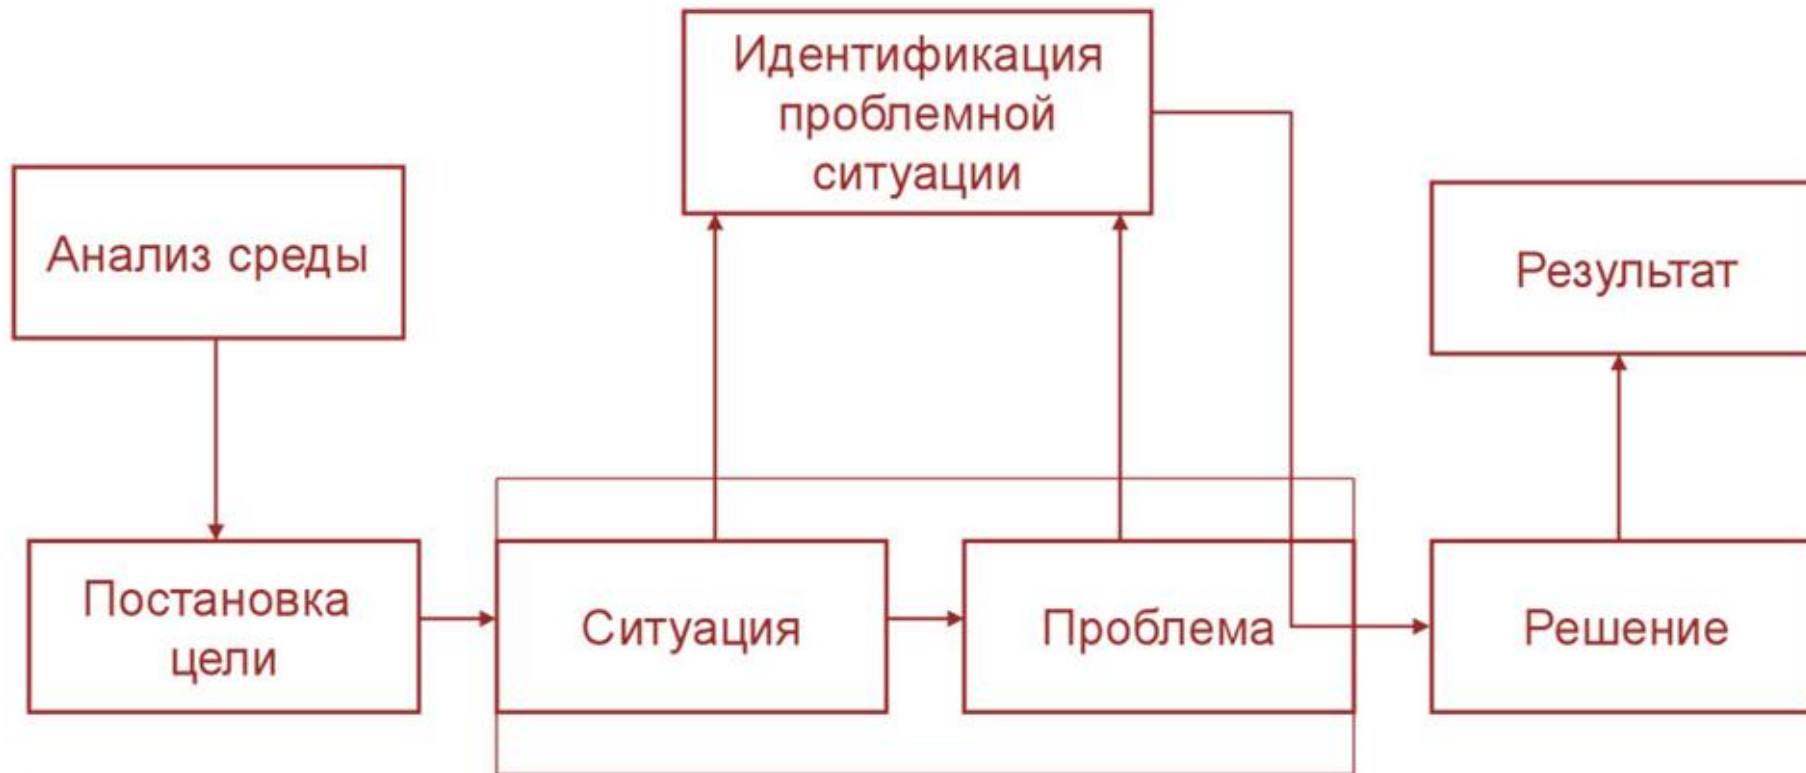 Идентификация
проблемной
ситуации
Анализ среды
Результат
Постановка
цели
Ситуация
Проблема
Решение